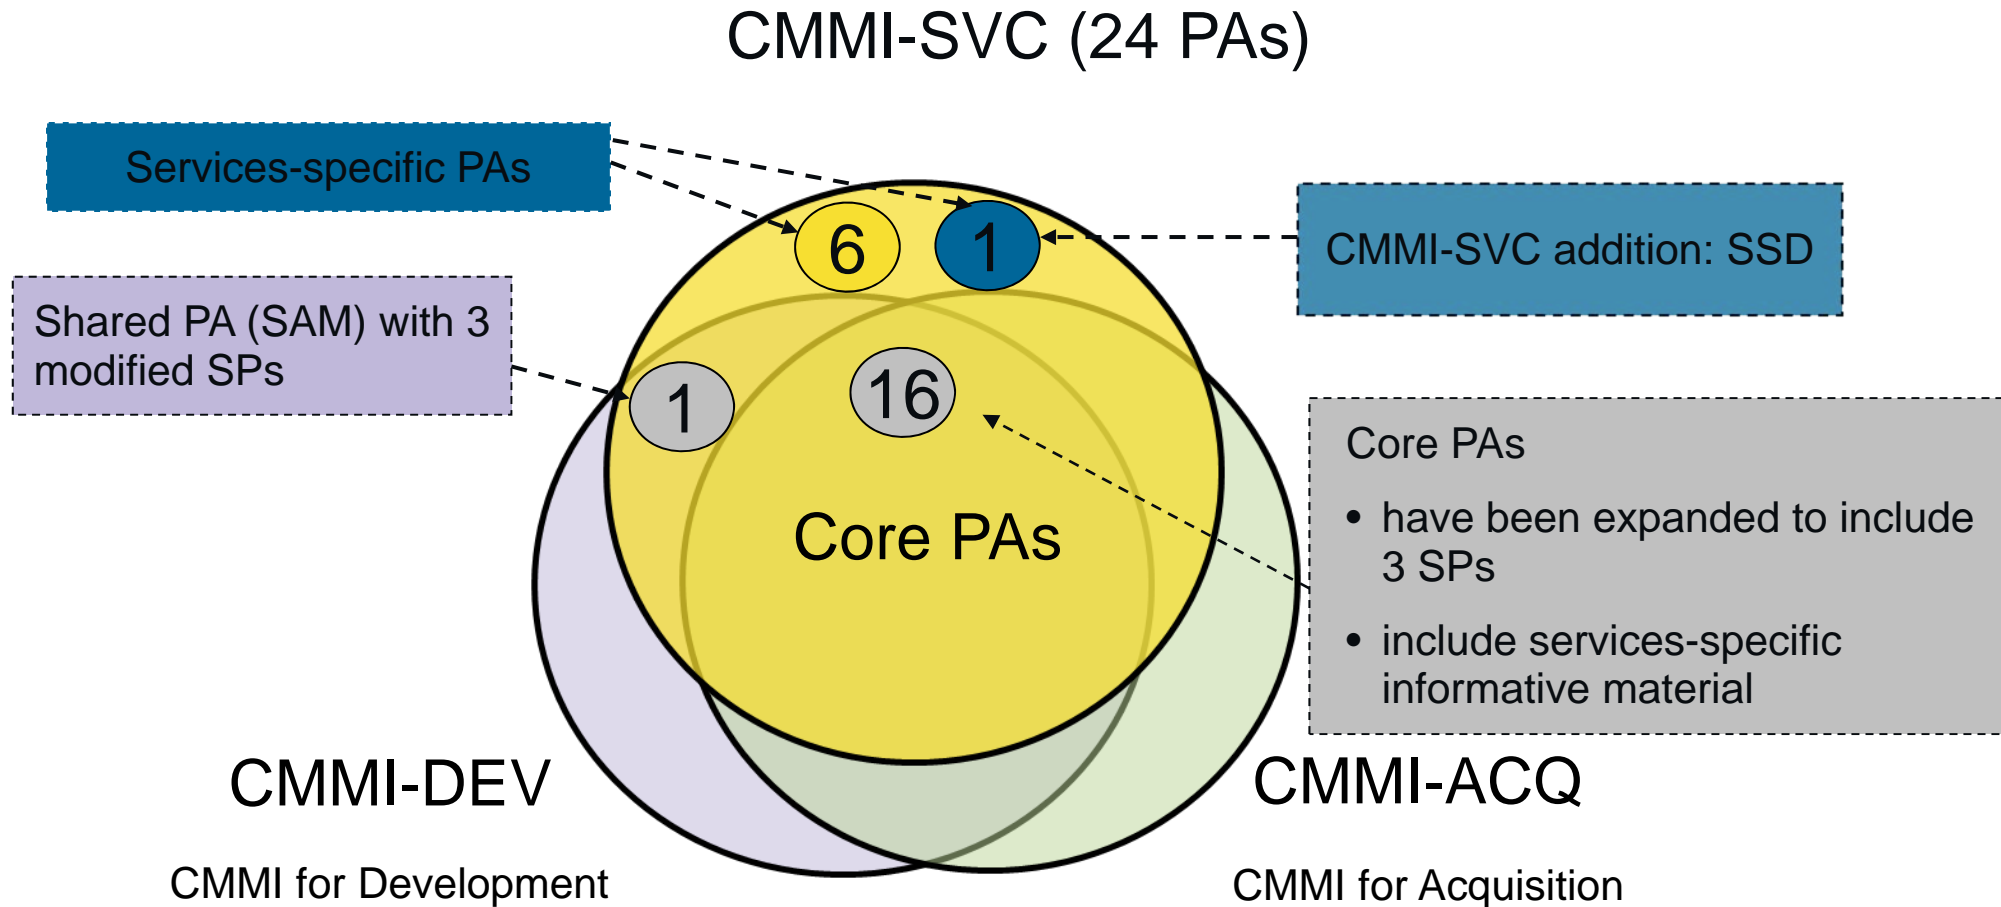 CMMI-SVC (24 PAs)
Services-specific PAs
6
1
CMMI-SVC addition: SSD
Shared PA (SAM) with 3
modified SPs
1
16
Core PAs
Core PAs
• have been expanded to include
3 SPs
• include services-specific
informative material
CMMI-DEV
CMMI-ACQ
CMMI for Development
CMMI for Acquisition